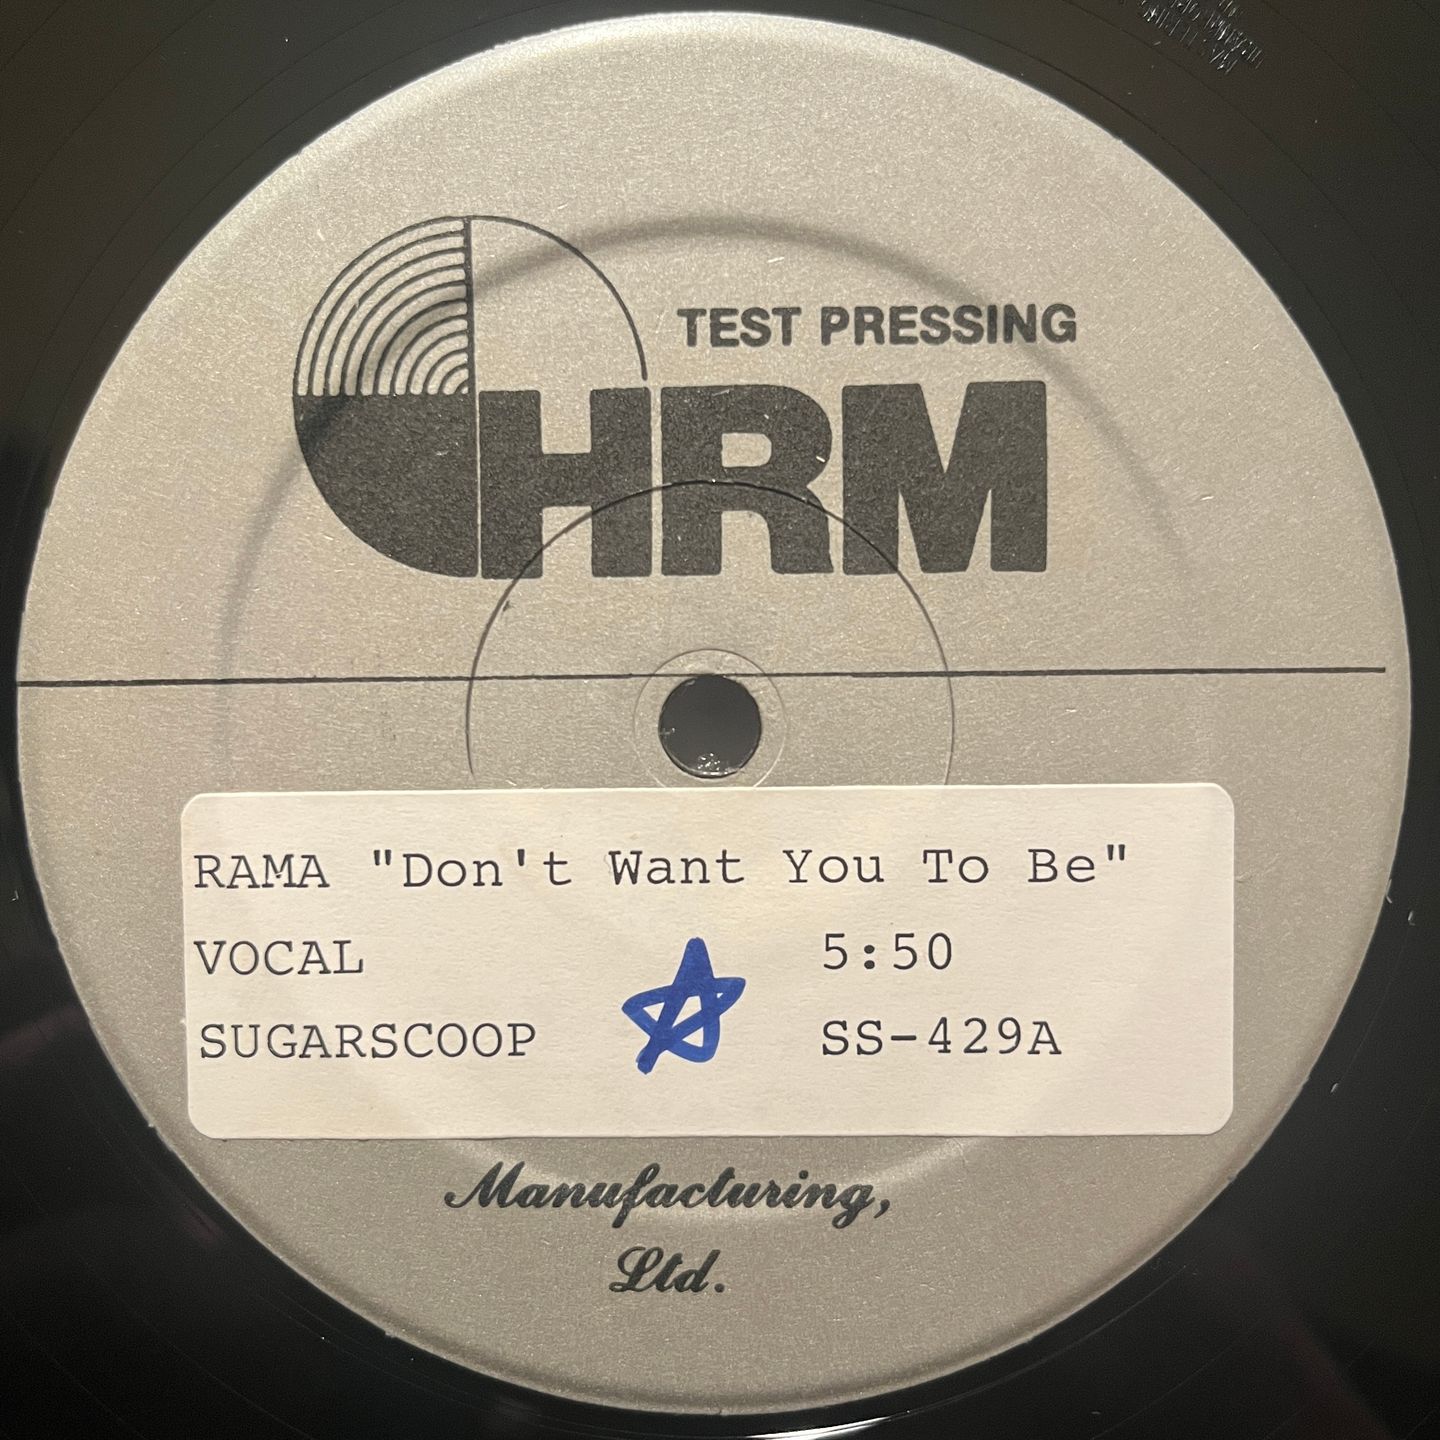 TEST PRESSING
HRM
RAMA "Don't Want You To Be"
VOCAL 5:50
SUGARSCOOP SS-429A
Manufacturing,
Ltd.